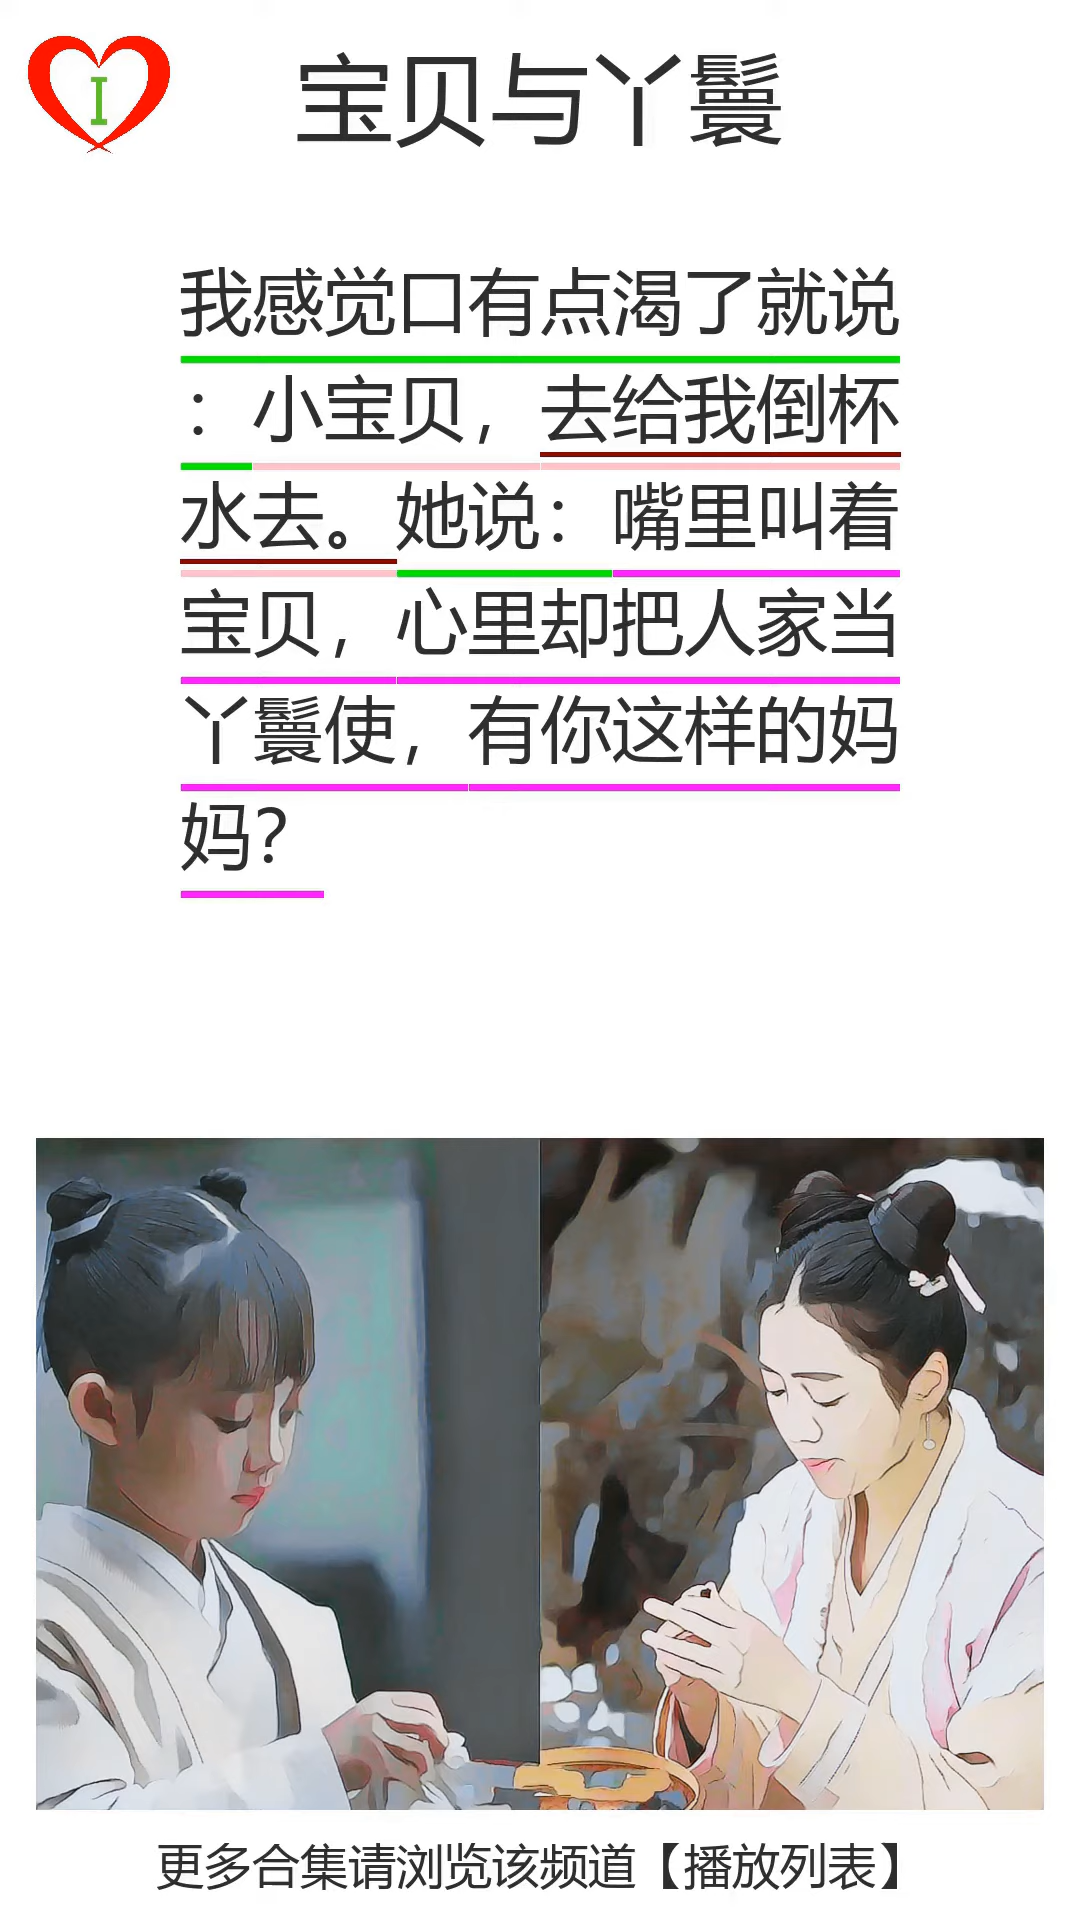 I
宝贝与丫鬟
我感觉口有点渴了就说
：小宝贝，去给我倒杯
水去。她说：嘴里叫着
宝贝，心里却把人家当
丫鬟使，有你这样的妈
妈？
更多合集请浏览该频道【播放列表】